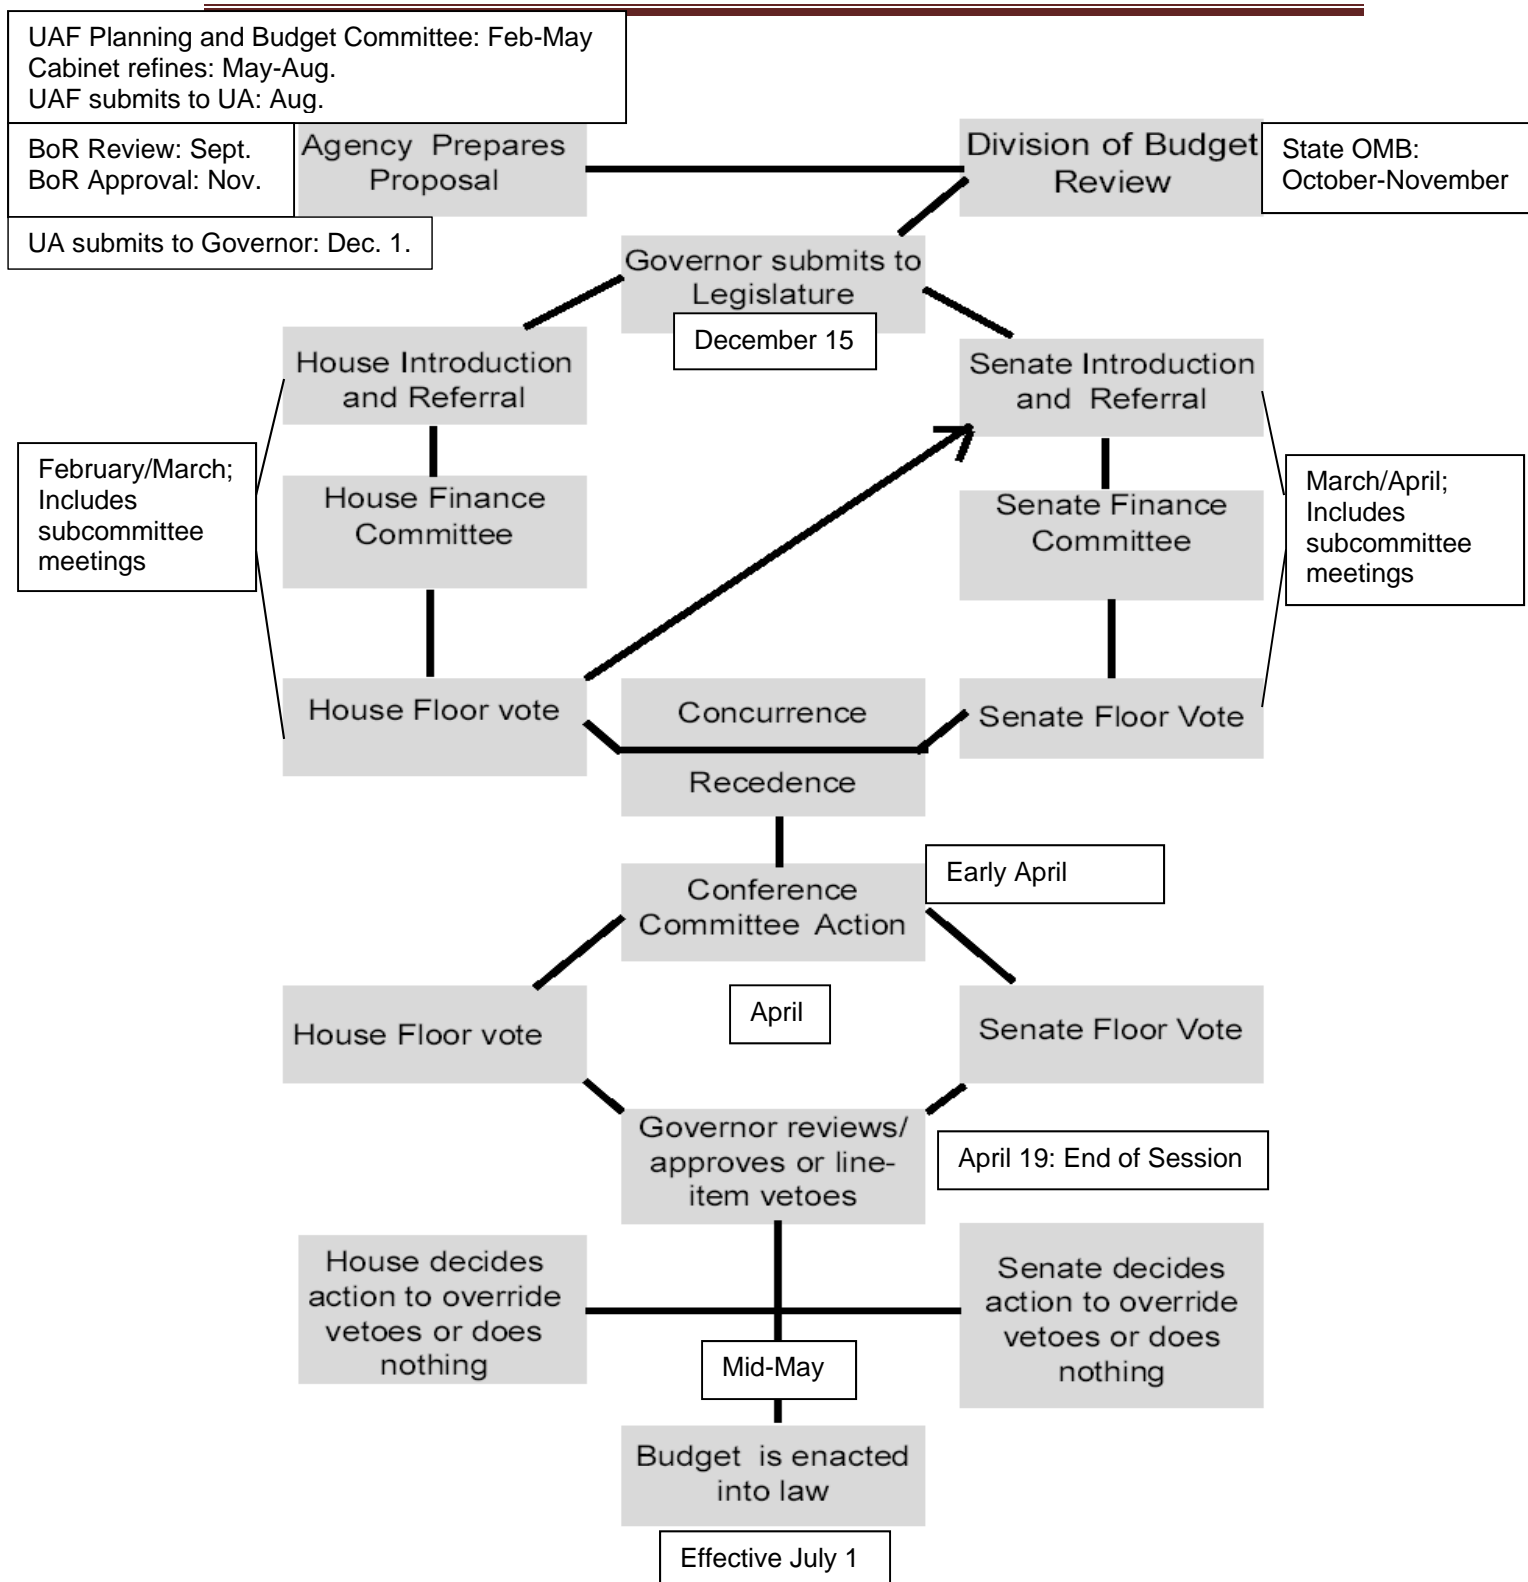 UAF Planning and Budget Committee: Feb-May
Cabinet refines: May-Aug.
UAF submits to UA: Aug.
BoR Review: Sept.
BoR Approval: Nov.
UA submits to Governor: Dec. 1.
Agency Prepares
Proposal
Division of Budget
Review
State OMB:
October-November
Governor submits to
Legislature
December 15
House Introduction
and Referral
Senate Introduction
and Referral
February/March;
Includes
subcommittee
meetings
House Finance
Committee
Senate Finance
Committee
March/April;
Includes
subcommittee
meetings
House Floor vote
Concurrence
Recedence
Senate Floor Vote
Conference
Committee Action
Early April
House Floor vote
April
Senate Floor Vote
Governor reviews/
approves or line-
item vetoes
April 19: End of Session
House decides
action to override
vetoes or does
nothing
Senate decides
action to override
vetoes or does
nothing
Mid-May
Budget is enacted
into law
Effective July 1